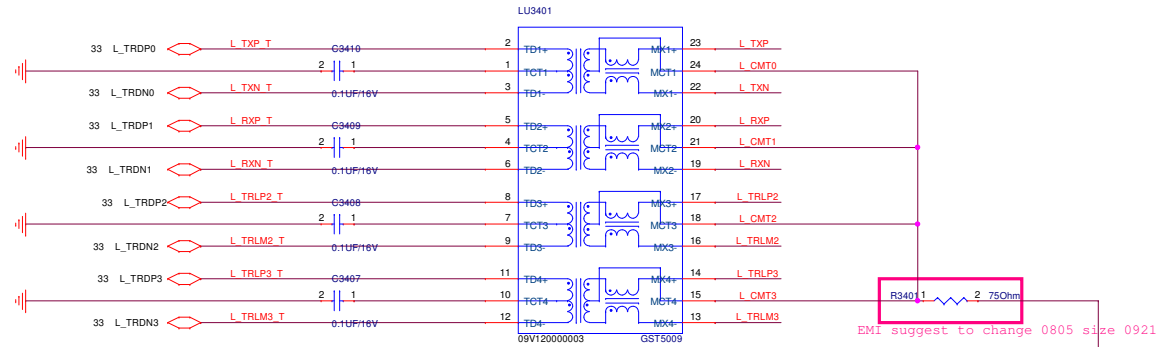 LU3401
33 L_TRDP0 L_TXP_T C3410 2 TD1+ MX1+ 23 L_TXP
2 1 1 TCT1 MCT1 24 L_CMT0
33 L_TRDN0 L_TXN_T 0.1UF/16V 3 TD1- MX1- 22 L_TXN
33 L_TRDP1 L_RXP_T C3409 5 TD2+ MX2+ 20 L_RXP
2 1 4 TCT2 MCT2 21 L_CMT1
33 L_TRDN1 L_RXN_T 0.1UF/16V 6 TD2- MX2- 19 L_RXN
33 L_TRDP2 L_TRLP2_T C3408 8 TD3+ MX3+ 17 L_TRLP2
2 1 7 TCT3 MCT3 18 L_CMT2
33 L_TRDN2 L_TRLM2_T 0.1UF/16V 9 TD3- MX3- 16 L_TRLM2
33 L_TRDP3 L_TRLP3_T C3407 11 TD4+ MX4+ 14 L_TRLP3
2 1 10 TCT4 MCT4 15 L_CMT3 R3401 1 2 75Ohm
33 L_TRDN3 L_TRLM3_T 0.1UF/16V 12 TD4- MX4- 13 L_TRLM3
EMI suggest to change 0805 size 0921
09V120000003 GST5009